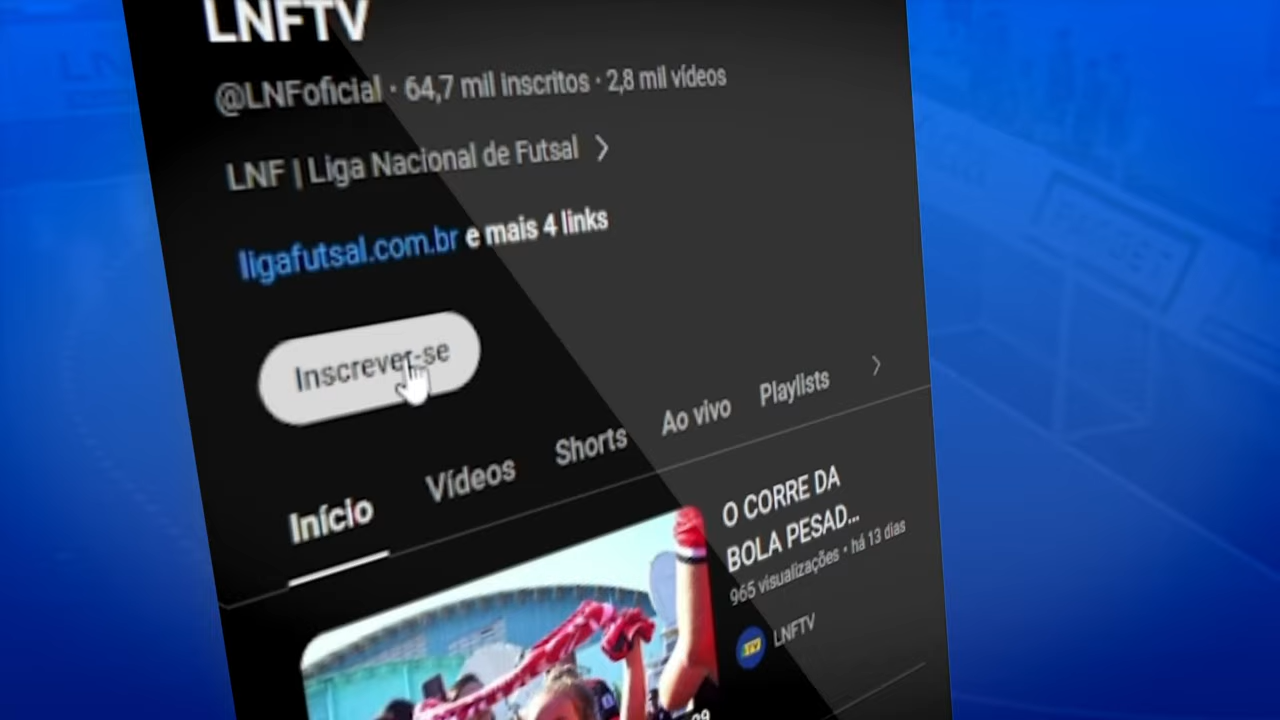 LNFTV
@LNFoficial · 64,7 mil inscritos · 2,8 mil vídeos
LNF | Liga Nacional de Futsal
ligafutsal.com.br e mais 4 links
Inscrever-se
Início Vídeos Shorts Ao vivo Playlists
O CORRE DA
BOLA PESAD...
965 visualizações · há 13 dias
LNFTV